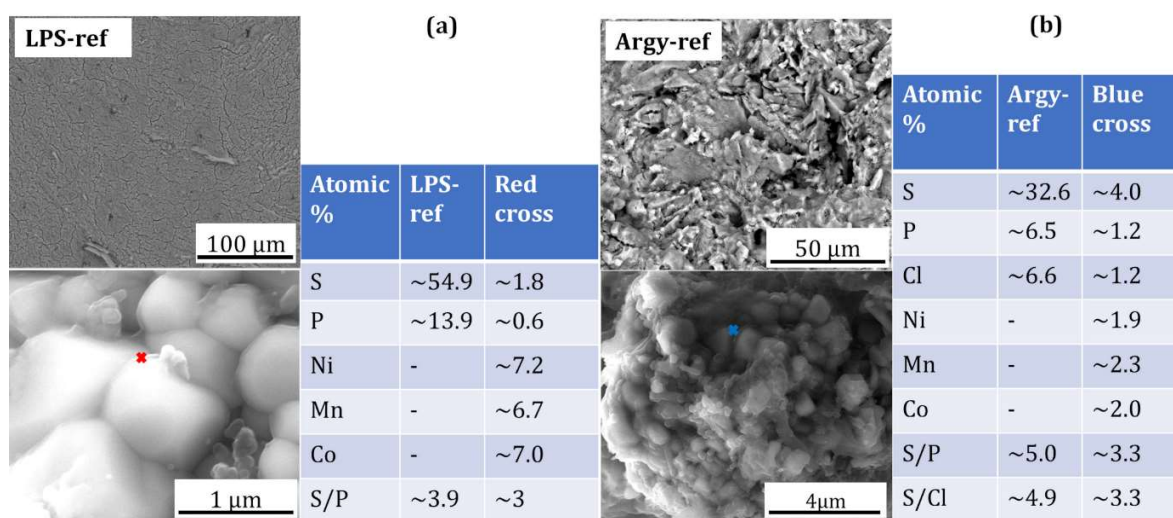 LPS-ref
100 µm
1 µm
(a)
Atomic % LPS-ref Red cross
S ~54.9 ~1.8
P ~13.9 ~0.6
Ni - ~7.2
Mn - ~6.7
Co - ~7.0
S/P ~3.9 ~3
Argy-ref
50 µm
4µm
(b)
Atomic % Argy-ref Blue cross
S ~32.6 ~4.0
P ~6.5 ~1.2
Cl ~6.6 ~1.2
Ni - ~1.9
Mn - ~2.3
Co - ~2.0
S/P ~5.0 ~3.3
S/Cl ~4.9 ~3.3